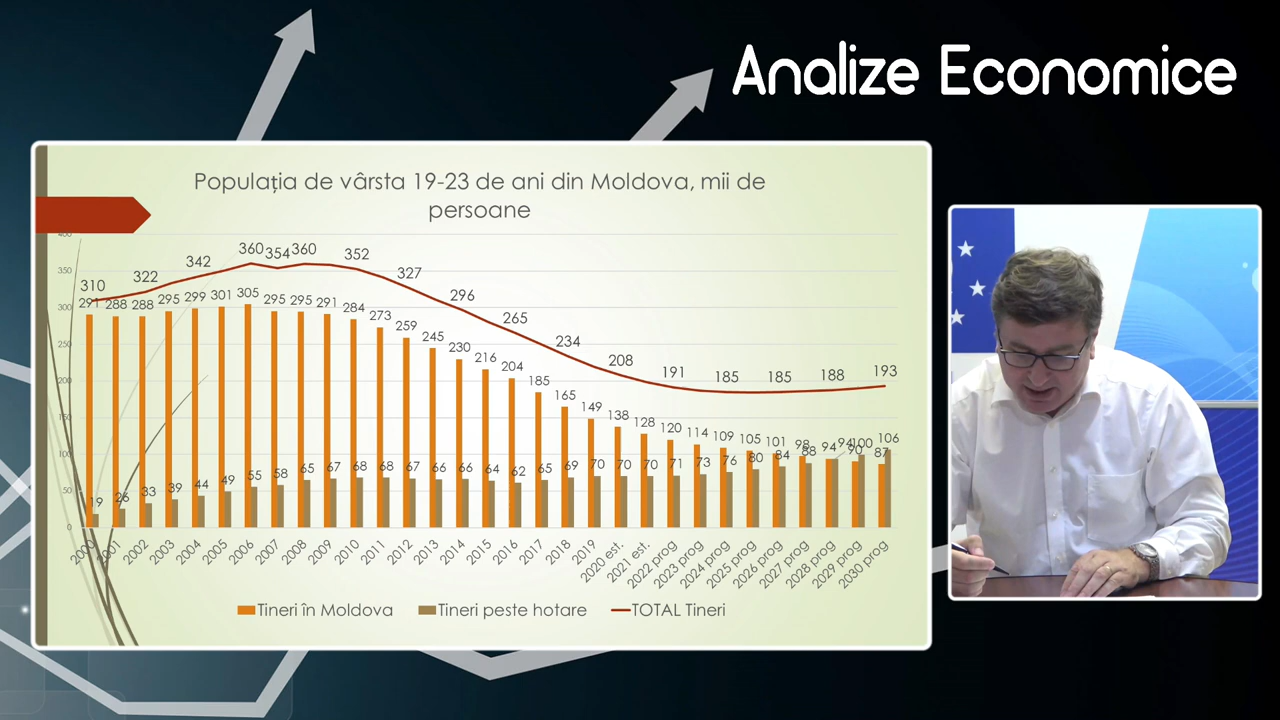 Analize Economice
Populația de vârsta 19-23 de ani din Moldova, mii de
persoane
400
350
300
250
200
150
100
50
0
310 322 342 360 354 360 352 327 296 265 234 208 191 185 185 188 193
291 288 288 295 299 301 305 295 295 291 284 273 259 245 230 216 204 185 165 149 138 128 120 114 109 105 101 98 94 90 87
19 26 33 39 44 49 55 58 65 67 68 68 67 66 66 64 62 65 69 70 70 70 71 73 76 80 84 88 94 100 106
2000 2001 2002 2003 2004 2005 2006 2007 2008 2009 2010 2011 2012 2013 2014 2015 2016 2017 2018 2019 2020 est. 2021 est. 2022 prog 2023 prog 2024 prog 2025 prog 2026 prog 2027 prog 2028 prog 2029 prog 2030 prog
Tineri în Moldova Tineri peste hotare TOTAL Tineri